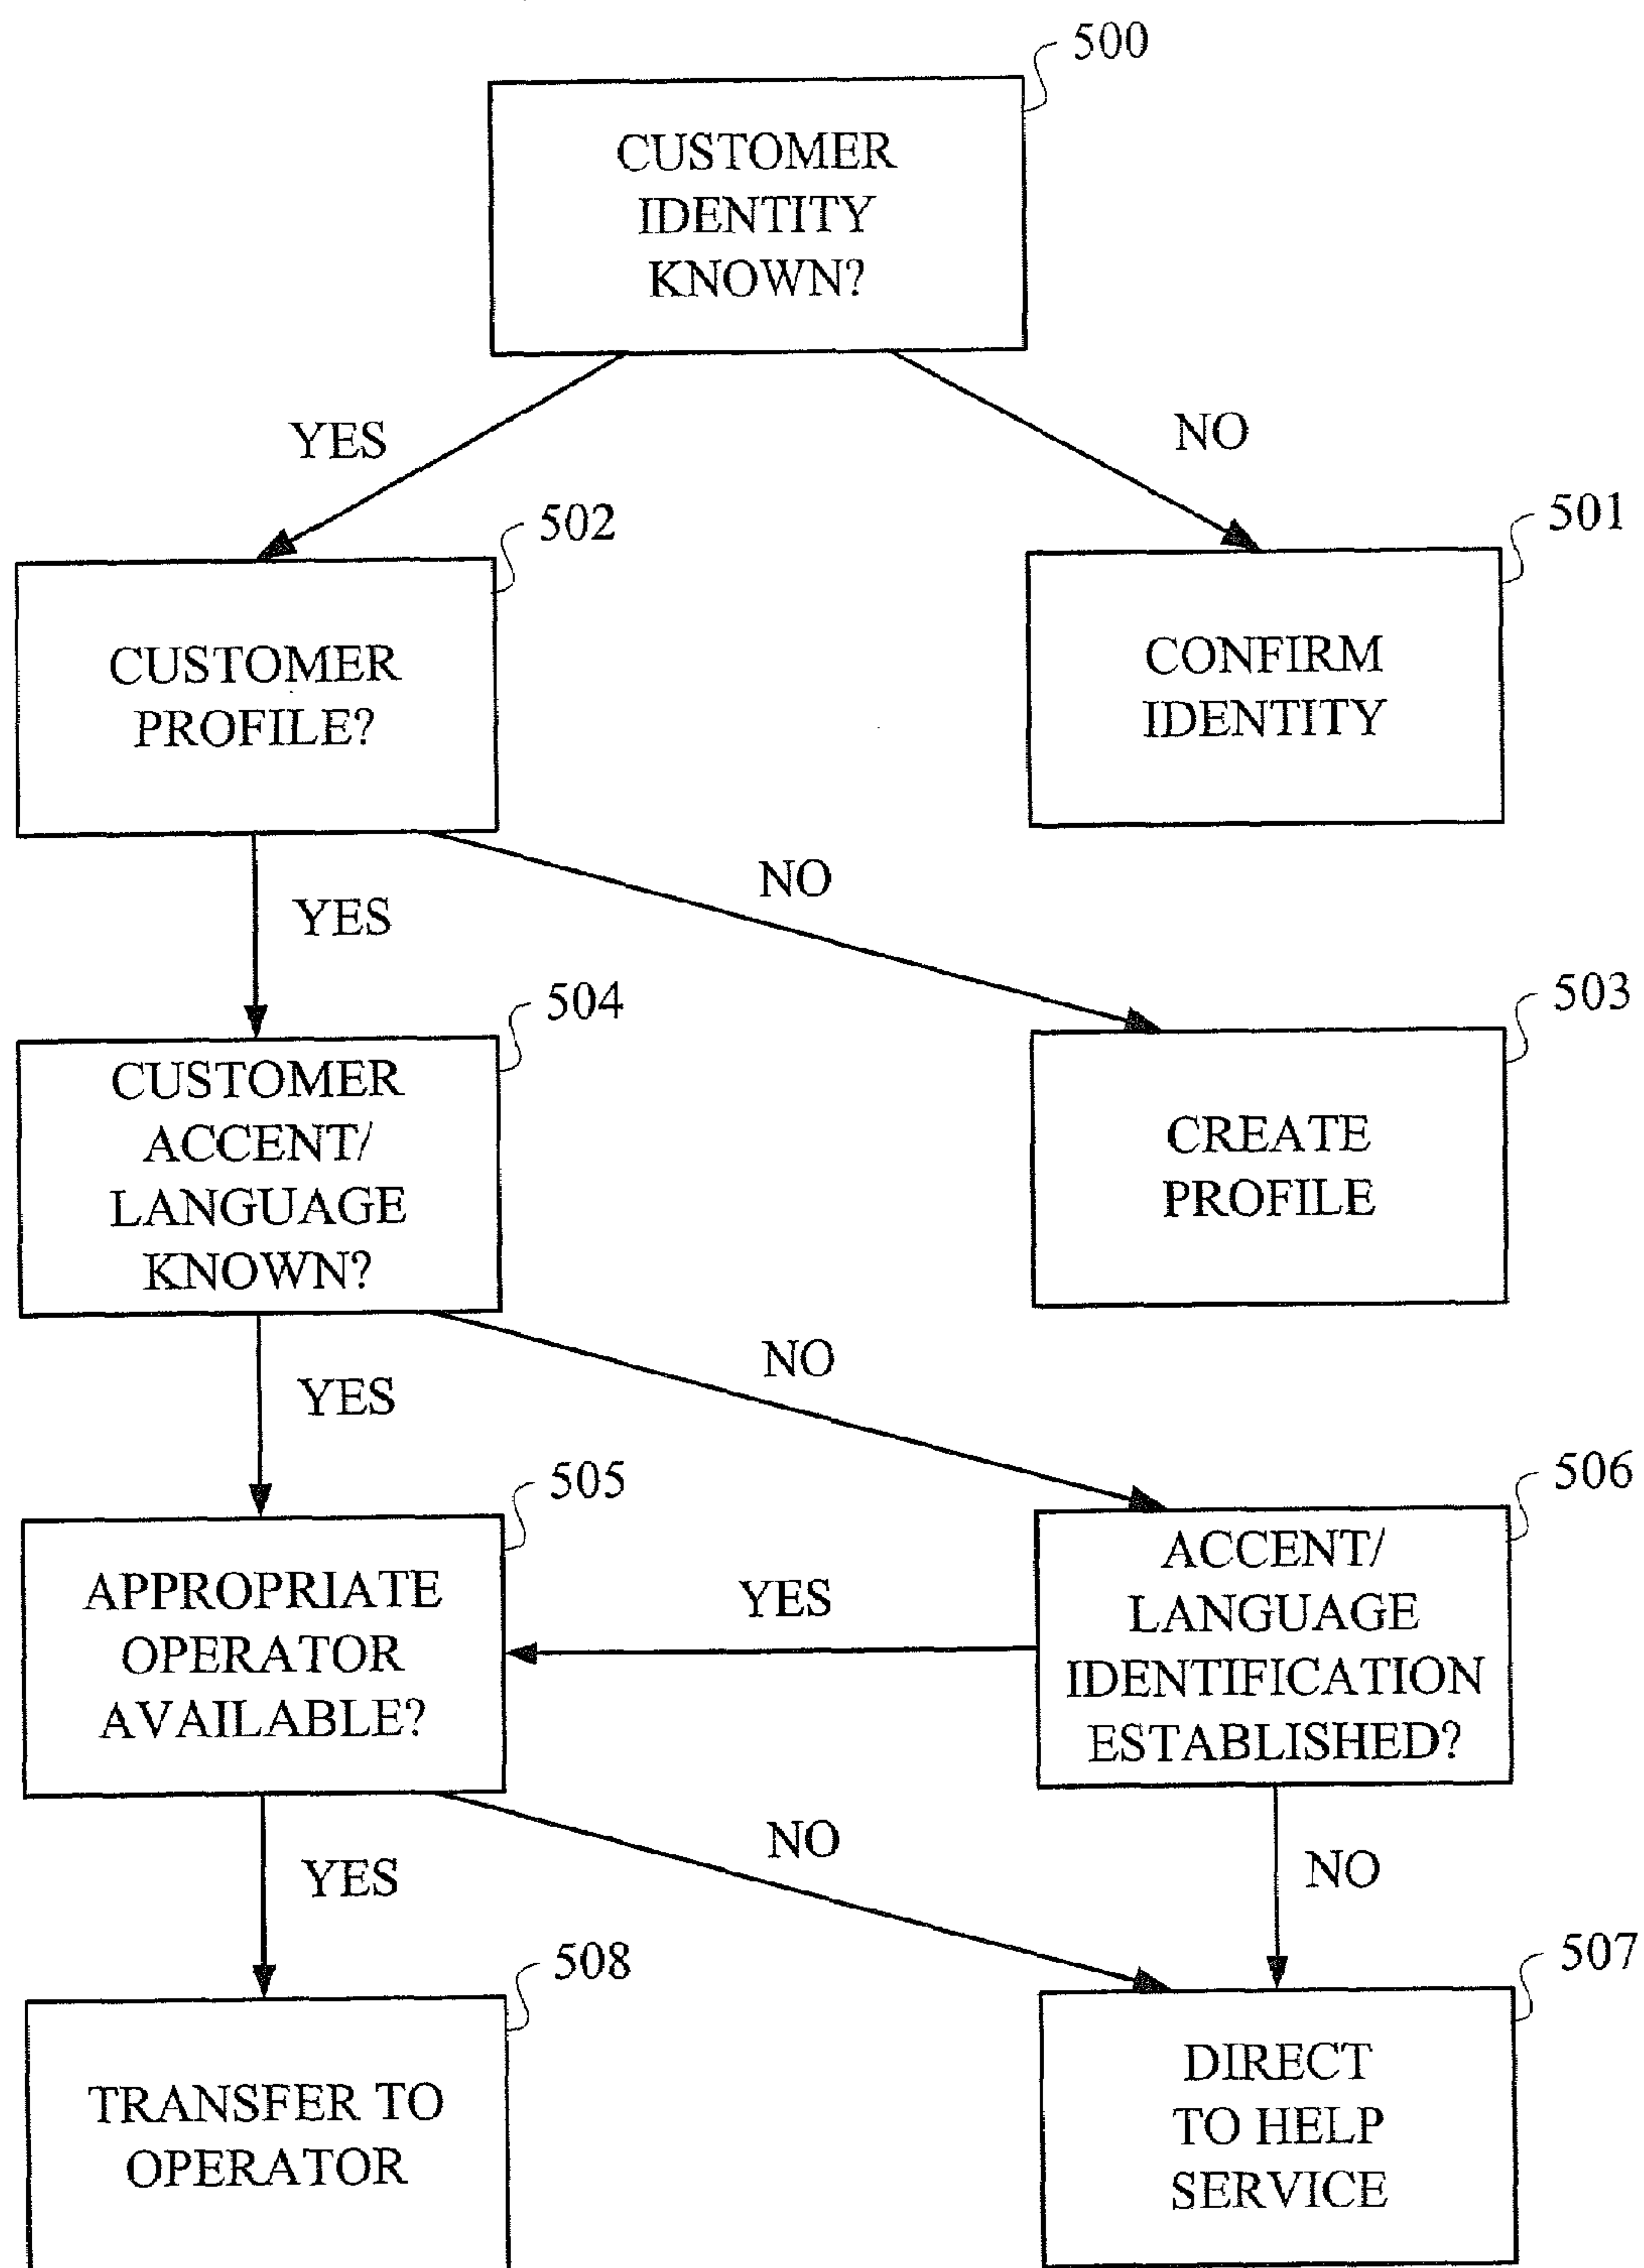 500
CUSTOMER
IDENTITY
KNOWN?
YES
NO
502
501
CUSTOMER
PROFILE?
CONFIRM
IDENTITY
YES
NO
504
503
CUSTOMER
ACCENT/
LANGUAGE
KNOWN?
CREATE
PROFILE
YES
NO
505
506
APPROPRIATE
OPERATOR
AVAILABLE?
YES
ACCENT/
LANGUAGE
IDENTIFICATION
ESTABLISHED?
YES
NO
NO
508
507
TRANSFER TO
OPERATOR
DIRECT
TO HELP
SERVICE